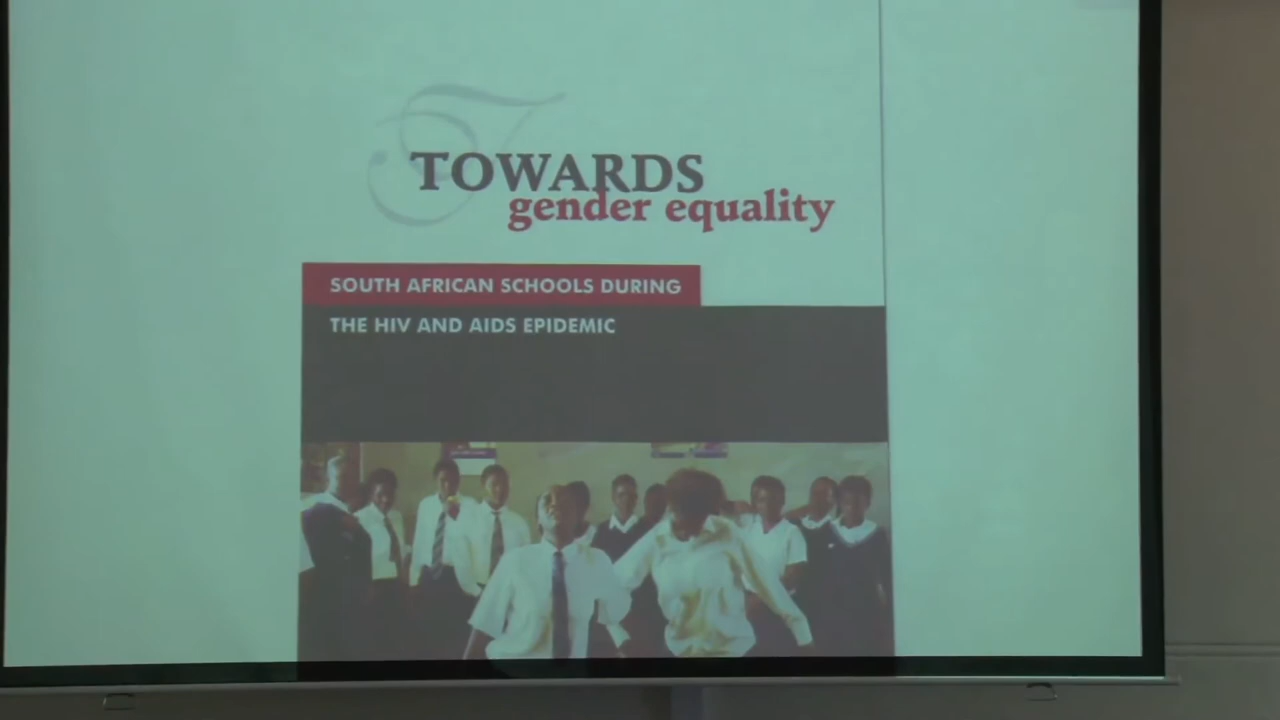 TOWARDS
gender equality
SOUTH AFRICAN SCHOOLS DURING
THE HIV AND AIDS EPIDEMIC